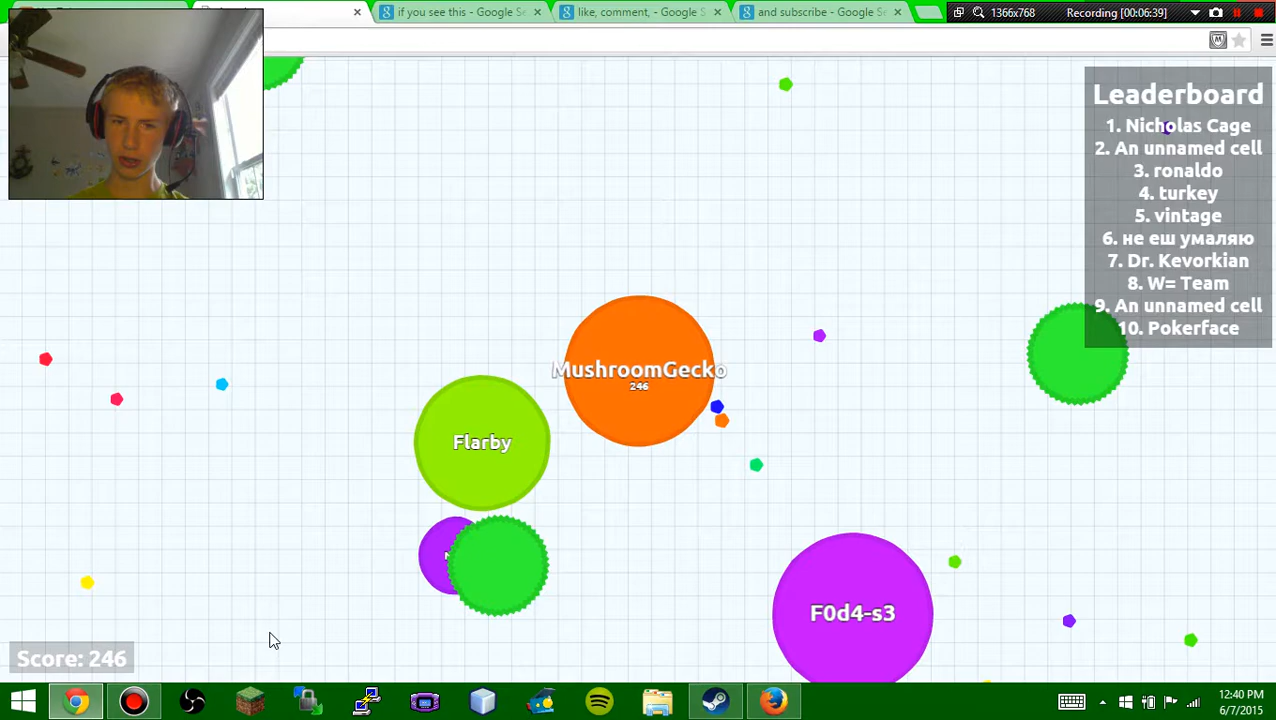 if you see this - Google Se
like, comment, - Google S
and subscribe - Google Se
1366x768
Recording [00:06:39]
Leaderboard
1. Nicholas Cage
2. An unnamed cell
3. ronaldo
4. turkey
5. vintage
6. не еш умаляю
7. Dr. Kevorkian
8. W= Team
9. An unnamed cell
10. Pokerface
MushroomGecko
246
Flarby
F0d4-s3
Score: 246
12:40 PM
6/7/2015